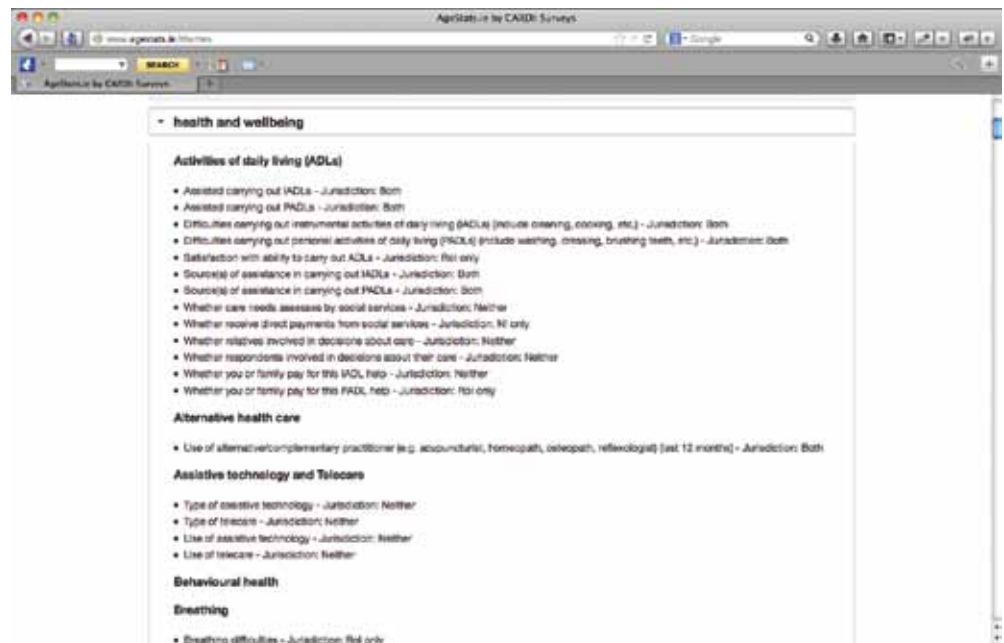 AgeStats.ie by CARDI: Surveys
www.agestats.ie/themes
Google
SEARCH
AgeStats.ie by CARDI: Surveys
health and wellbeing
Activities of daily living (ADLs)
• Assisted carrying out IADLs - Jurisdiction: Both
• Assisted carrying out PADLs - Jurisdiction: Both
• Difficulties carrying out instrumental activities of daily living (IADLs) (include cleaning, cooking, etc.) - Jurisdiction: Both
• Difficulties carrying out personal activities of daily living (PADLs) (include washing, dressing, brushing teeth, etc.) - Jurisdiction: Both
• Satisfaction with ability to carry out ADLs - Jurisdiction: RoI only
• Source(s) of assistance in carrying out IADLs - Jurisdiction: Both
• Source(s) of assistance in carrying out PADLs - Jurisdiction: Both
• Whether care needs assesses by social services - Jurisdiction: Neither
• Whether receive direct payments from social services - Jurisdiction: NI only
• Whether relatives involved in decisions about care - Jurisdiction: Neither
• Whether respondents involved in decisions about their care - Jurisdiction: Neither
• Whether you or family pay for this IADL help - Jurisdiction: Neither
• Whether you or family pay for this PADL help - Jurisdiction: RoI only
Alternative health care
• Use of alternative/complementary practitioner (e.g. acupuncturist, homeopath, osteopath, reflexologist) [last 12 months] - Jurisdiction: Both
Assistive technology and Telecare
• Type of assistive technology - Jurisdiction: Neither
• Type of telecare - Jurisdiction: Neither
• Use of assistive technology - Jurisdiction: Neither
• Use of telecare - Jurisdiction: Neither
Behavioural health
Breathing
• Breathing difficulties - Jurisdiction: RoI only